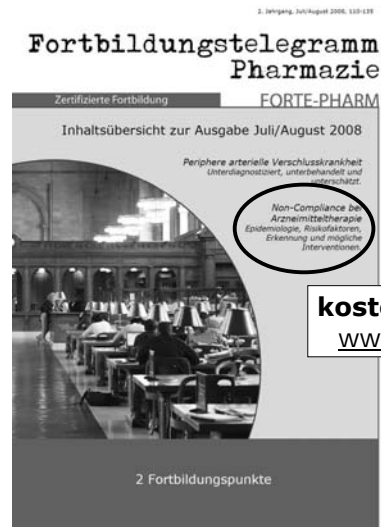 2. Jahrgang, Juli/August 2008, 110-135
Fortbildungstelegramm
Pharmazie
Zertifizierte Fortbildung
FORTE-PHARM
Inhaltsübersicht zur Ausgabe Juli/August 2008
Periphere arterielle Verschlusskrankheit
Unterdiagnostiziert, unterbehandelt und
unterschätzt.
Non-Compliance bei
Arzneimitteltherapie
Epidemiologie, Risikofaktoren,
Erkennung und mögliche
Interventionen.
2 Fortbildungspunkte